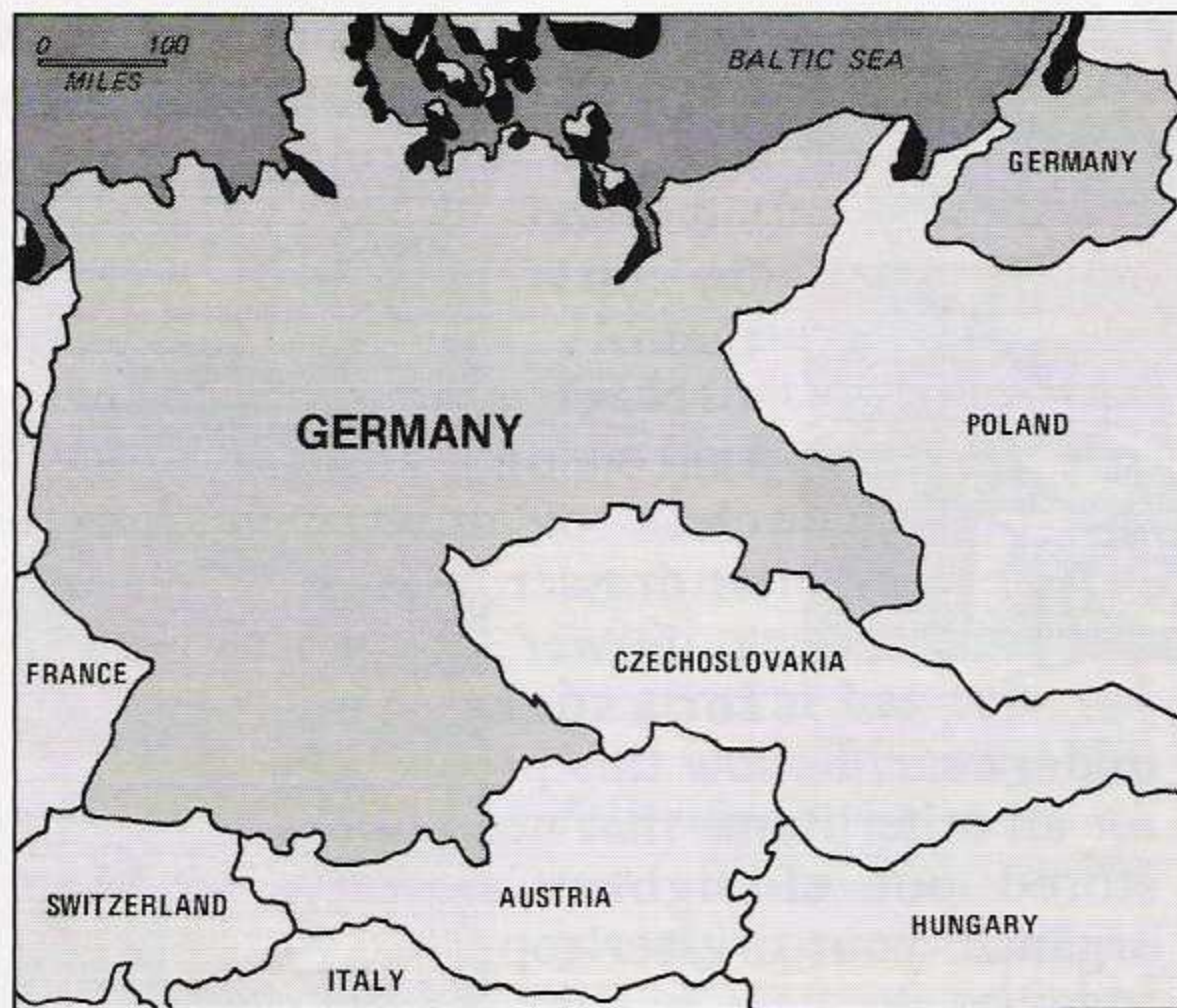 0 100
MILES
BALTIC SEA
GERMANY
GERMANY
POLAND
FRANCE
CZECHOSLOVAKIA
SWITZERLAND
AUSTRIA
HUNGARY
ITALY